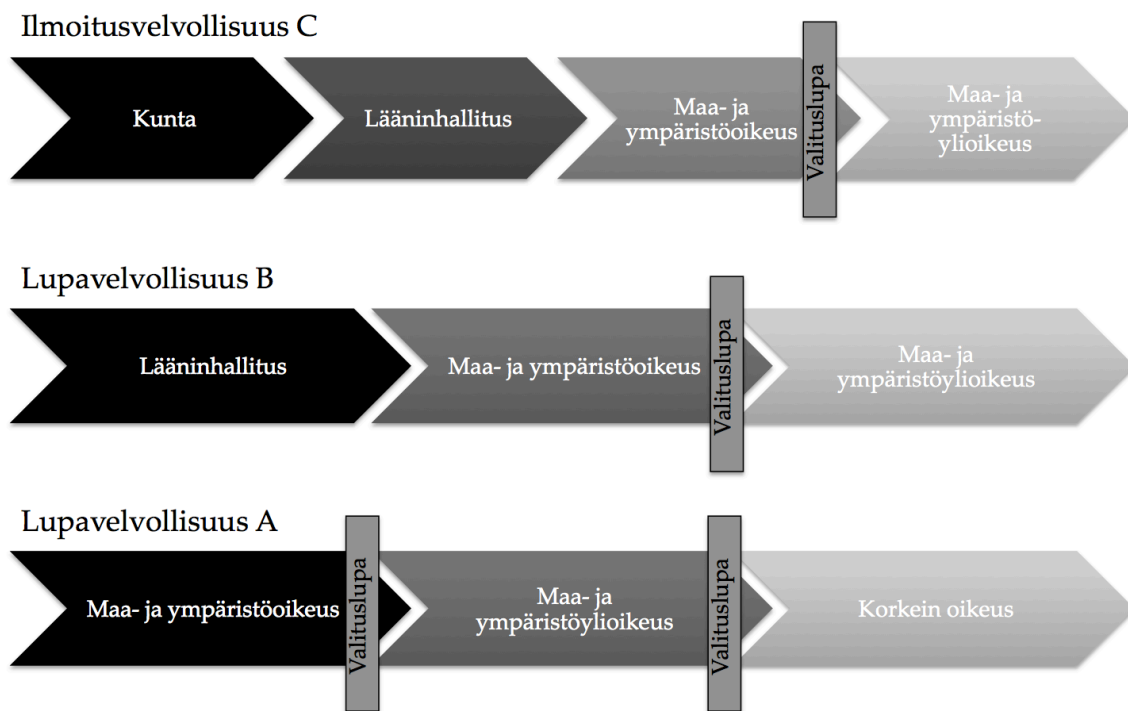 Ilmoitusvelvollisuus C
Kunta
Lääninhallitus
Maa- ja
ympäristöoikeus
Valituslupa
Maa- ja
ympäristö-
ylioikeus
Lupavelvollisuus B
Lääninhallitus
Maa- ja ympäristöoikeus
Valituslupa
Maa- ja
ympäristöylioikeus
Lupavelvollisuus A
Maa- ja ympäristöoikeus
Valituslupa
Maa- ja
ympäristöylioikeus
Valituslupa
Korkein oikeus